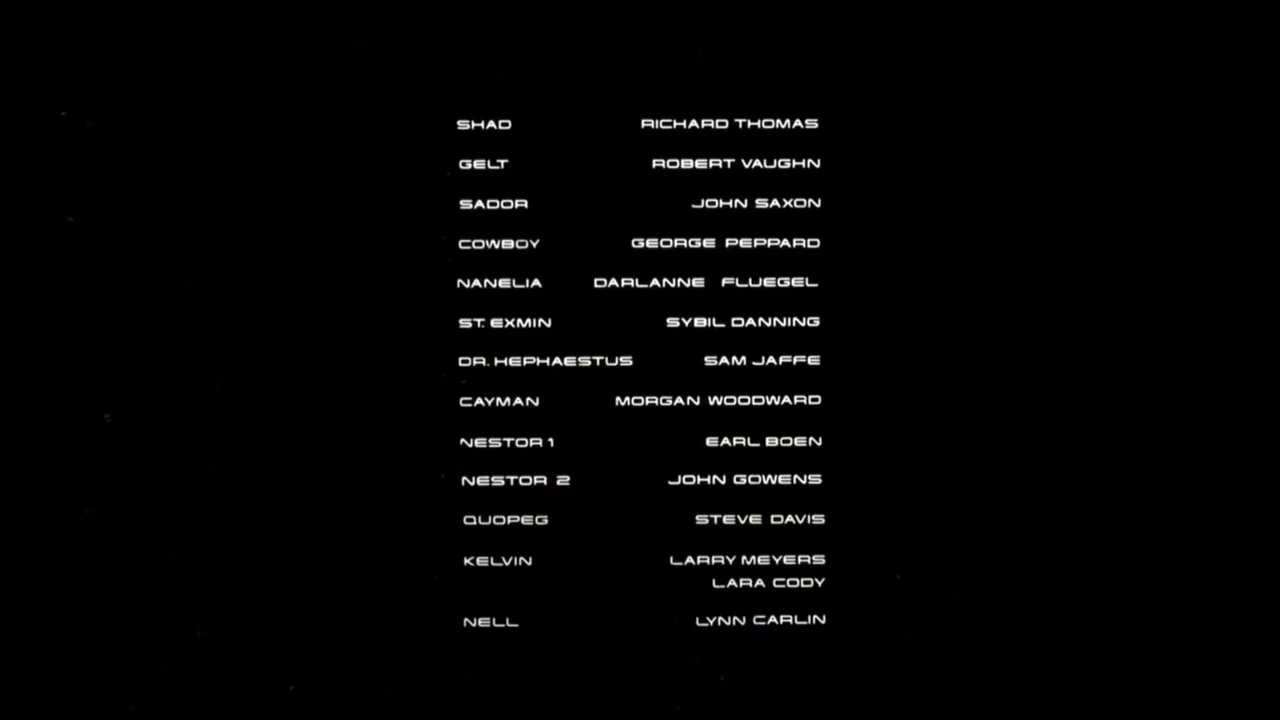 SHAD RICHARD THOMAS
GELT ROBERT VAUGHN
SADOR JOHN SAXON
COWBOY GEORGE PEPPARD
NANELIA DARLANNE FLUEGEL
ST. EXMIN SYBIL DANNING
DR. HEPHAESTUS SAM JAFFE
CAYMAN MORGAN WOODWARD
NESTOR 1 EARL BOEN
NESTOR 2 JOHN GOWENS
QUOPEG STEVE DAVIS
KELVIN LARRY MEYERS
LARA CODY
NELL LYNN CARLIN